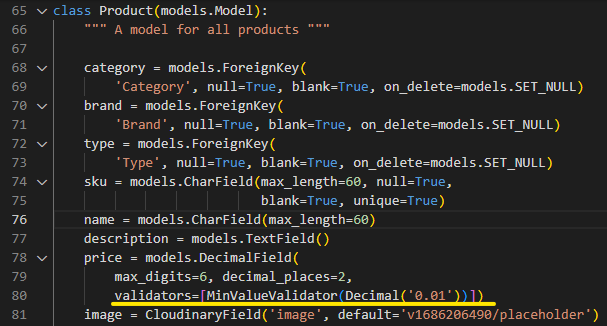 65 class Product(models.Model):
66 """ A model for all products """
67
68 category = models.ForeignKey(
69 'Category', null=True, blank=True, on_delete=models.SET_NULL)
70 brand = models.ForeignKey(
71 'Brand', null=True, blank=True, on_delete=models.SET_NULL)
72 type = models.ForeignKey(
73 'Type', null=True, blank=True, on_delete=models.SET_NULL)
74 sku = models.CharField(max_length=60, null=True,
75 blank=True, unique=True)
76 name = models.CharField(max_length=60)
77 description = models.TextField()
78 price = models.DecimalField(
79 max_digits=6, decimal_places=2,
80 validators=[MinValueValidator(Decimal('0.01'))])
81 image = CloudinaryField('image', default='v1686206490/placeholder')